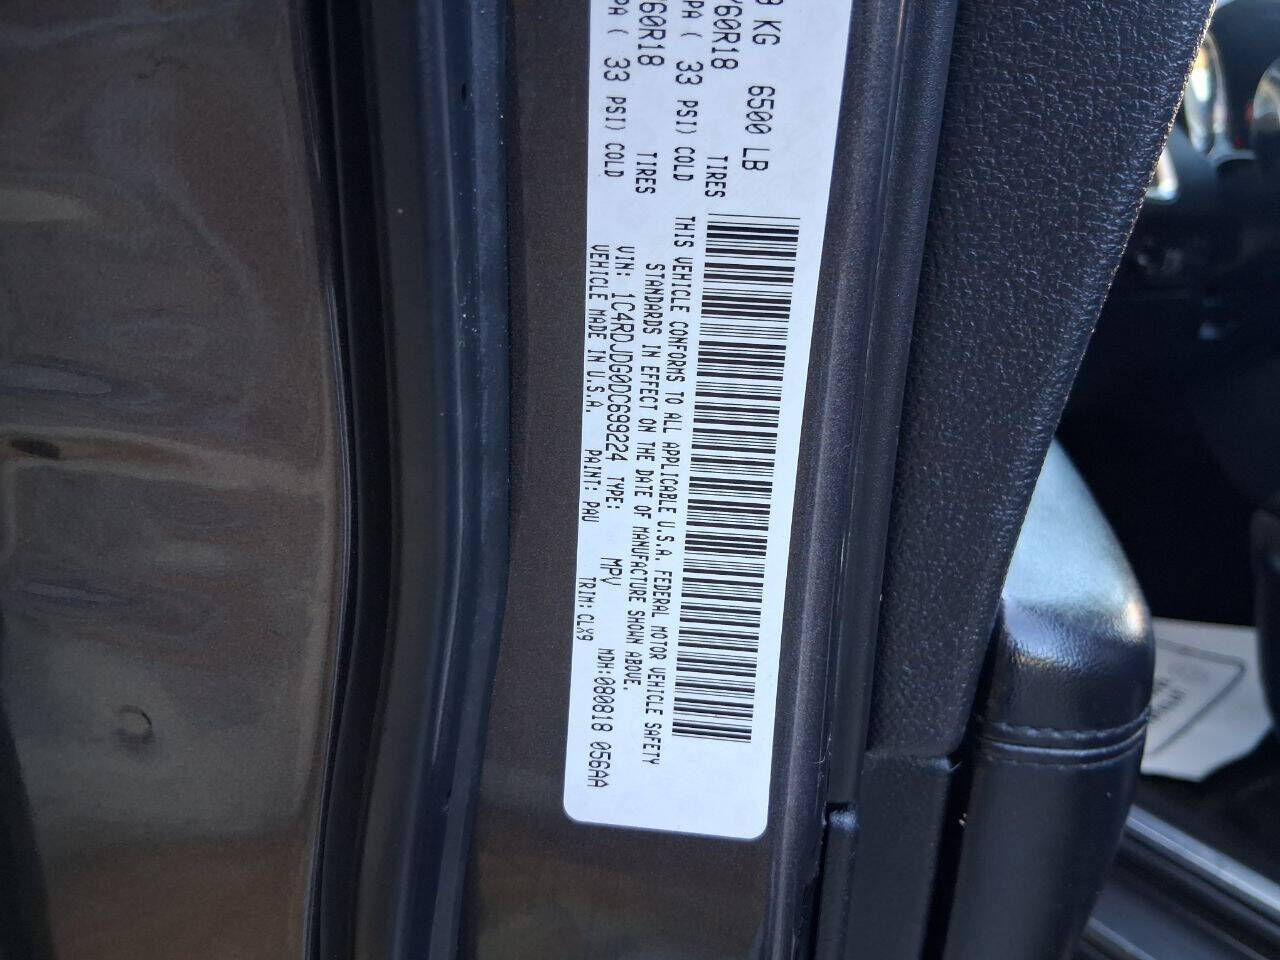 8 KG 6500 LB
/60R18 TIRES
PA ( 33 PSI) COLD
60R18 TIRES
PA ( 33 PSI) COLD
THIS VEHICLE CONFORMS TO ALL APPLICABLE U.S.A. FEDERAL MOTOR VEHICLE SAFETY
STANDARDS IN EFFECT ON THE DATE OF MANUFACTURE SHOWN ABOVE.
VIN: 1C4RDJDG0DC699224 TYPE: MPV MDH:080818 056AA
VEHICLE MADE IN U.S.A. PAINT: PAU TRIM:CLX9